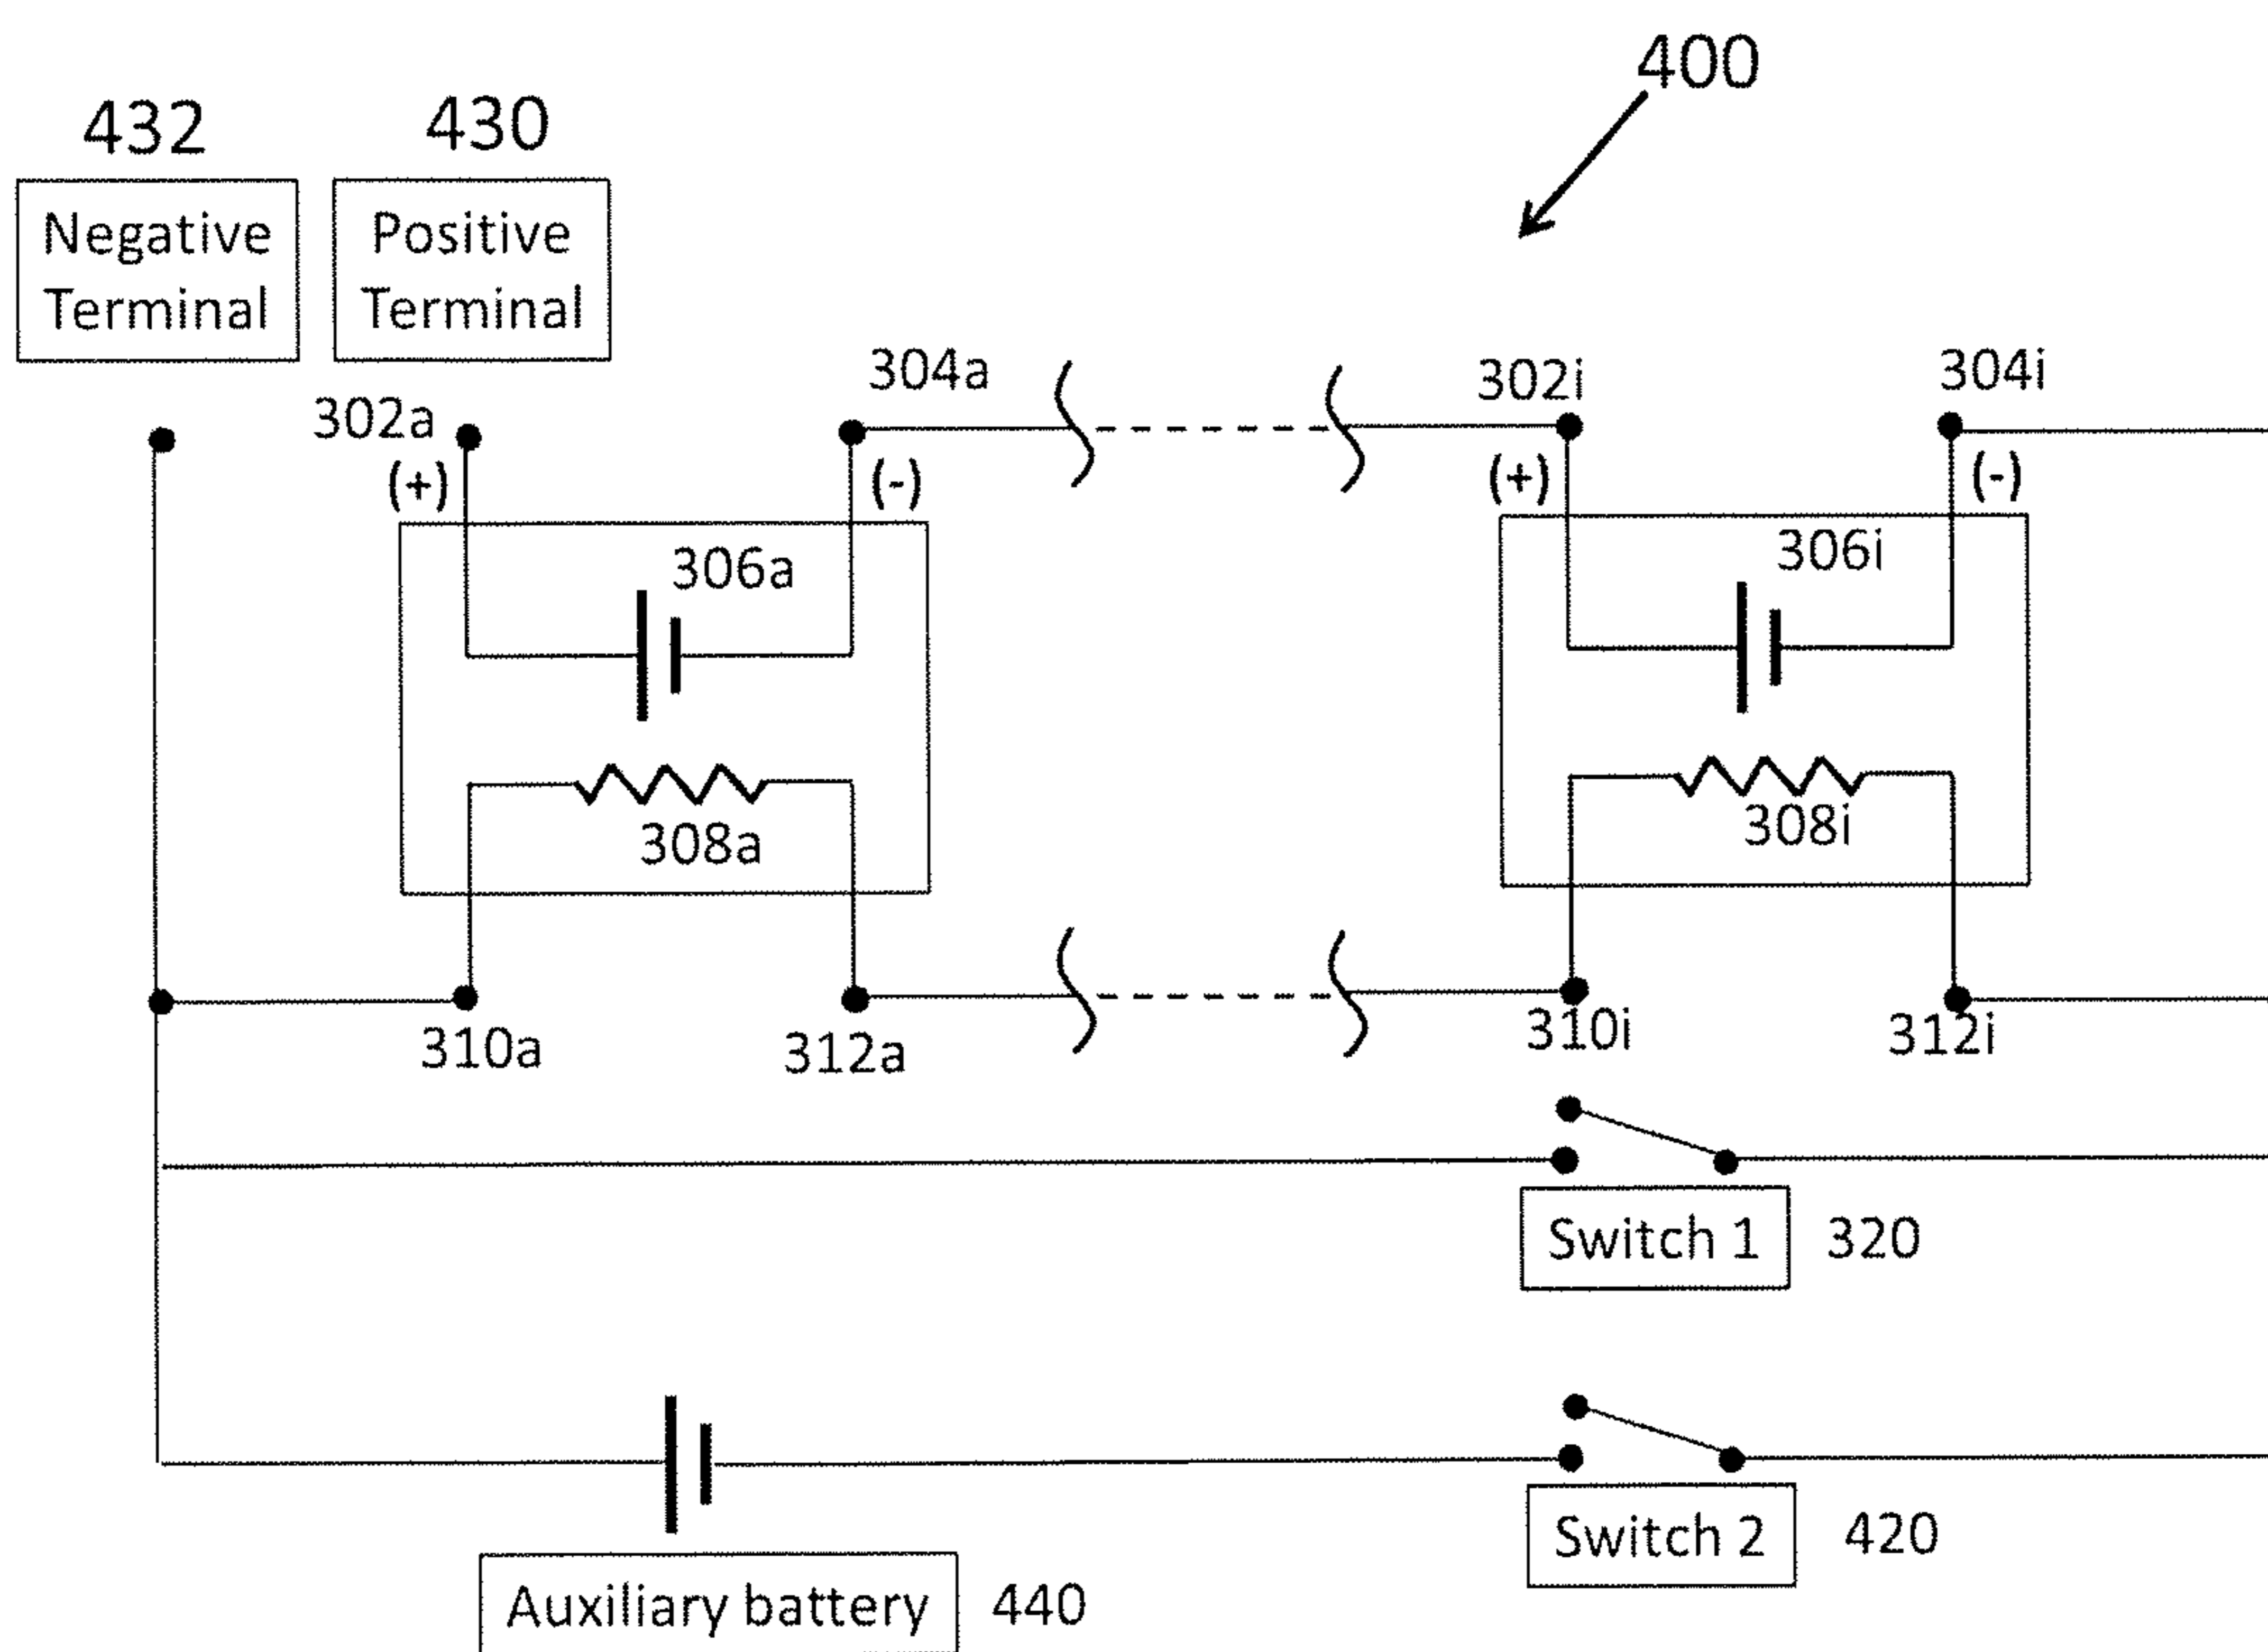 400
432
430
Negative
Terminal
Positive
Terminal
302a
304a
302i
304i
(+)
(-)
(+)
(-)
306a
306i
308a
308i
310a
312a
310i
312i
Switch 1
320
Switch 2
420
Auxiliary battery
440